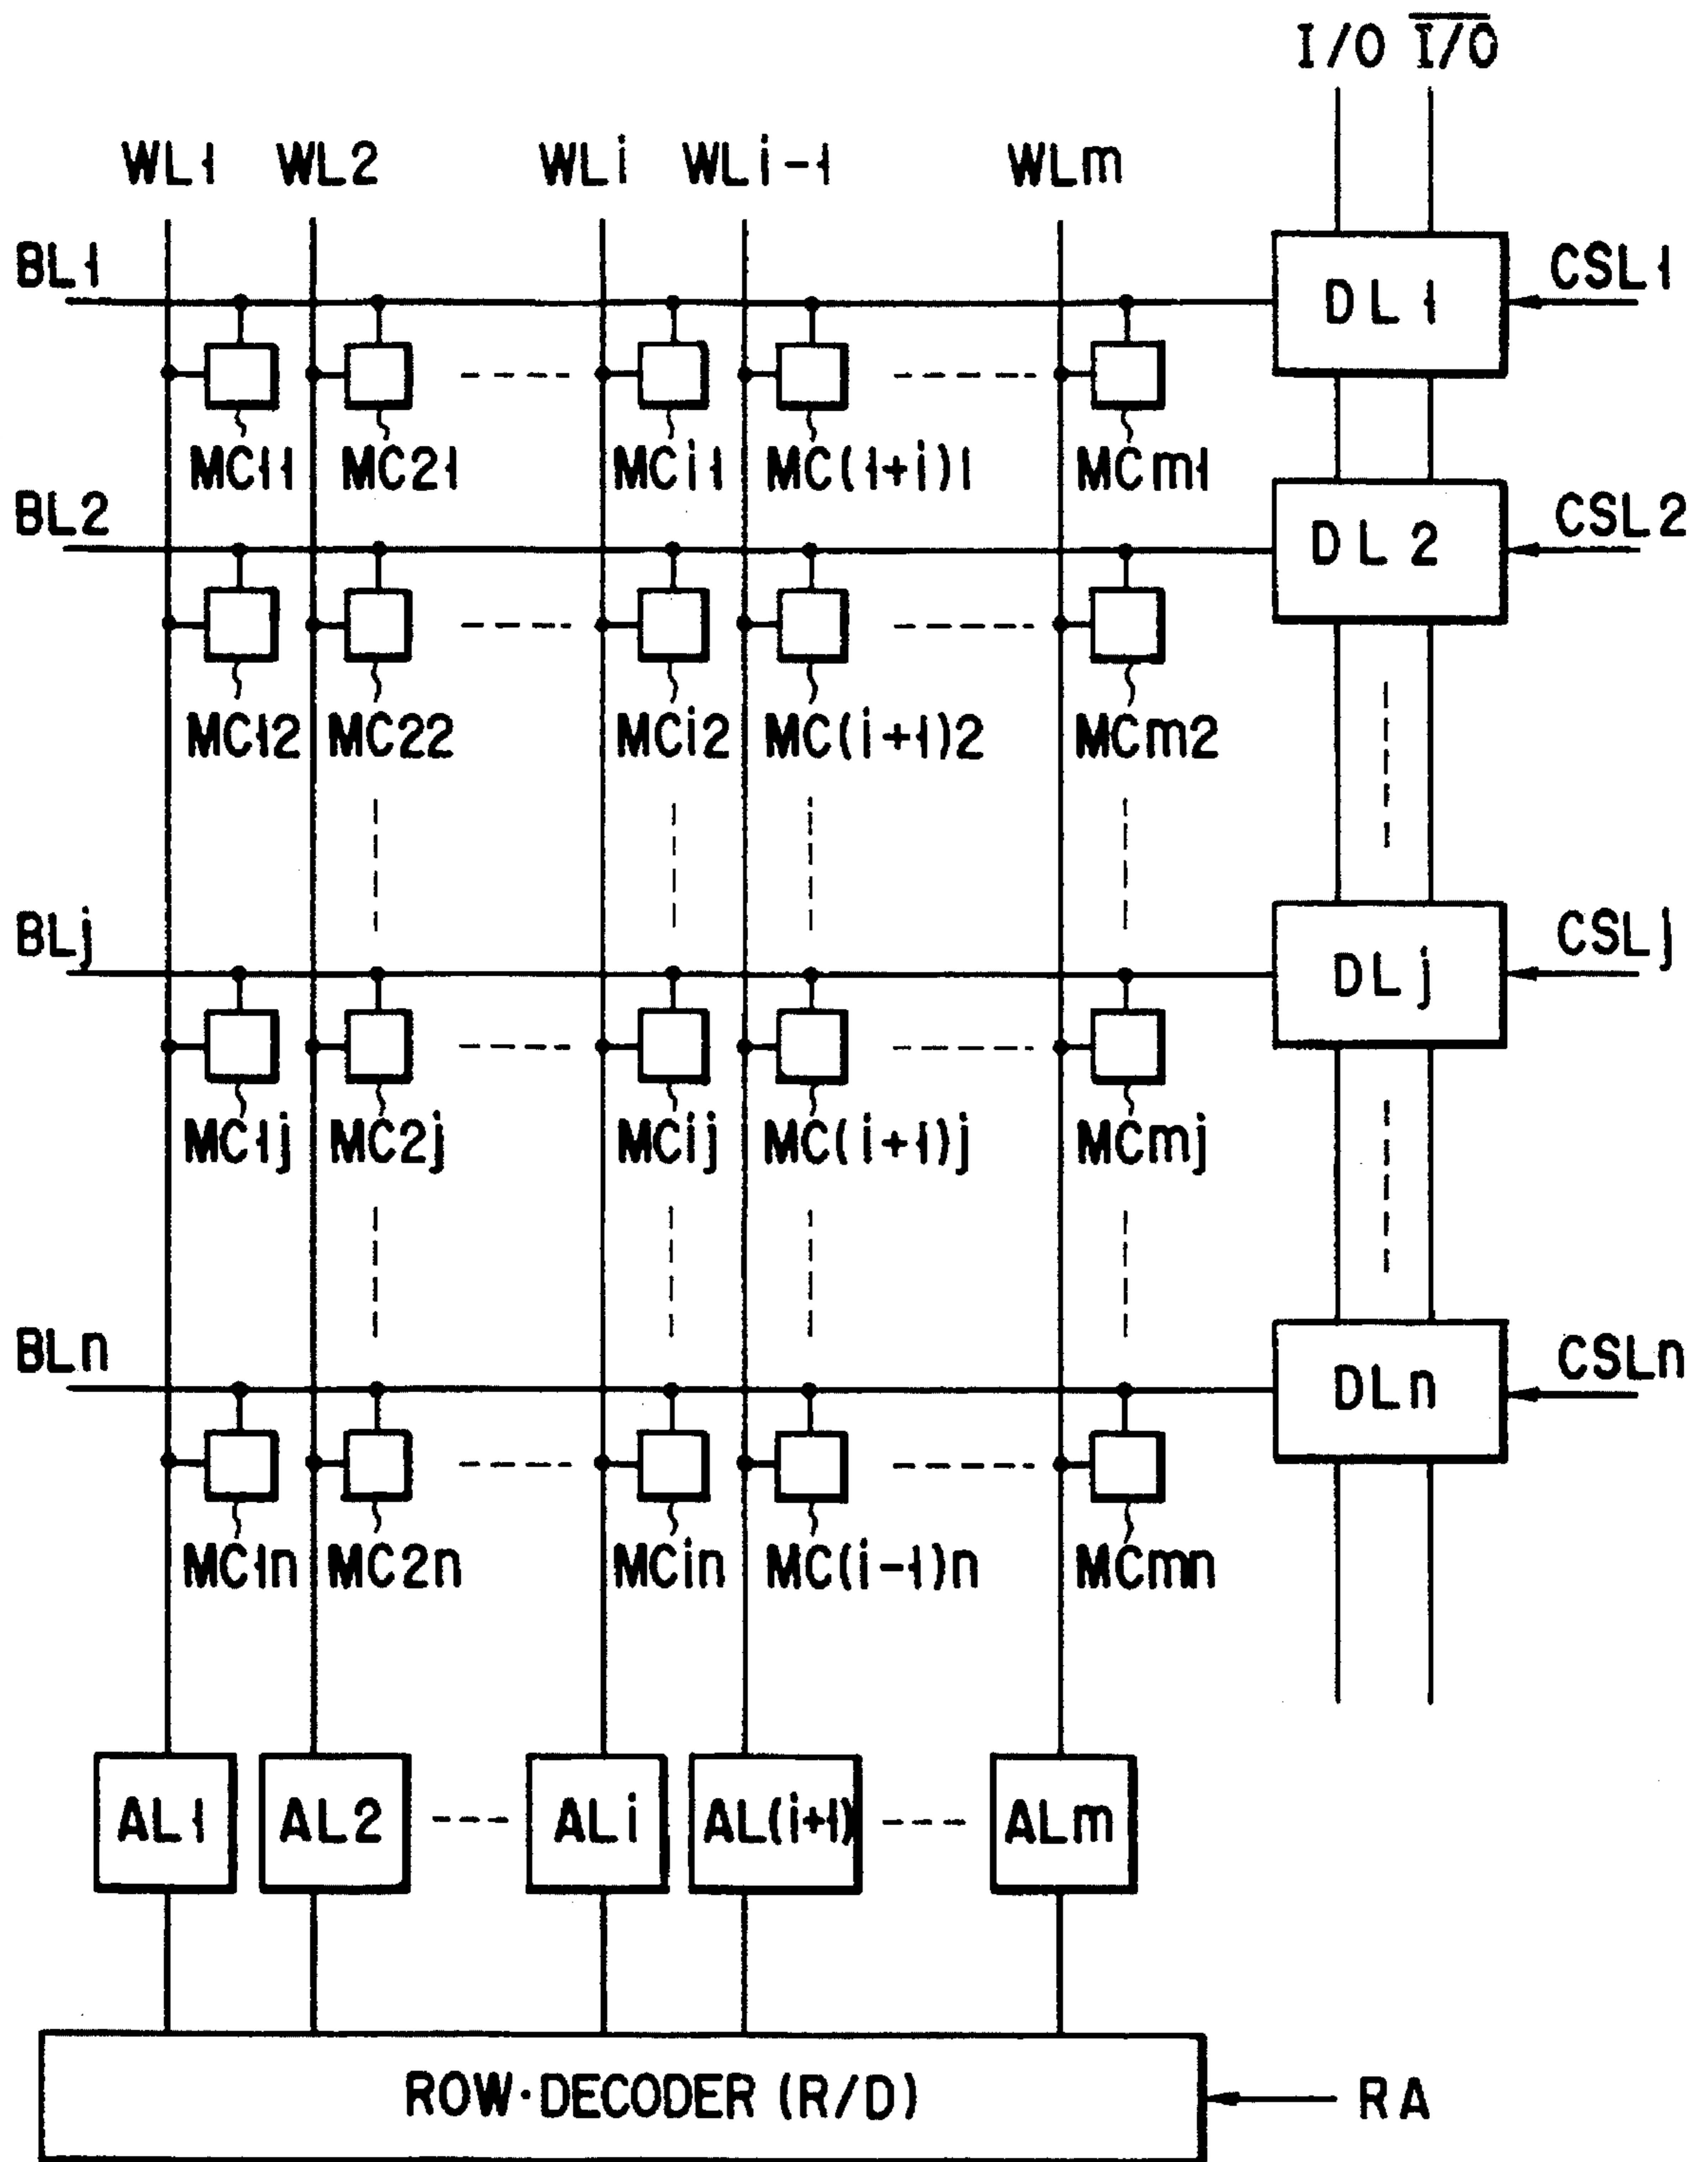 I/O I/O
WL1 WL2 WLi WLi-1 WLm
BL1 DL1 CSL1
MC11 MC21 MCi1 MC(1+i)1 MCm1
BL2 DL2 CSL2
MC12 MC22 MCi2 MC(i+1)2 MCm2
BLj DLj CSLj
MC1j MC2j MCij MC(i+1)j MCmj
BLn DLn CSLn
MC1n MC2n MCin MC(i-1)n MCmn
AL1 AL2 ALi AL(i+1) ALm
ROW·DECODER (R/D) RA